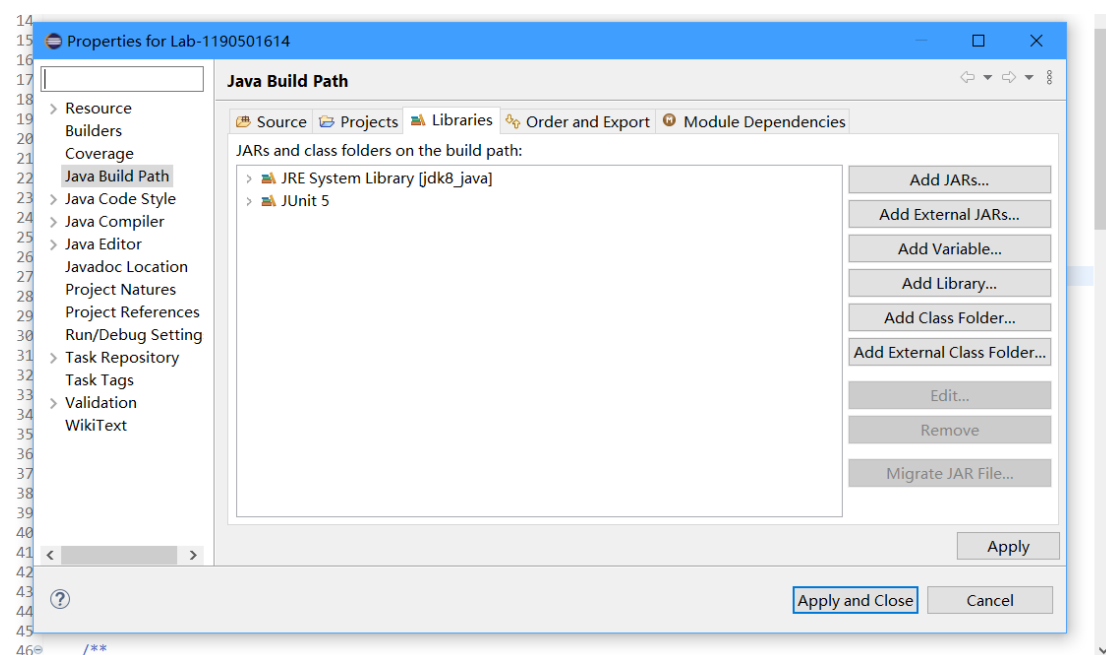 14
15
16
17
18
19
20
21
22
23
24
25
26
27
28
29
30
31
32
33
34
35
36
37
38
39
40
41
42
43
44
45
46
/**
Properties for Lab-1190501614
Resource
Builders
Coverage
Java Build Path
Java Code Style
Java Compiler
Java Editor
Javadoc Location
Project Natures
Project References
Run/Debug Setting
Task Repository
Task Tags
Validation
WikiText
Java Build Path
Source Projects Libraries Order and Export Module Dependencies
JARs and class folders on the build path:
JRE System Library [jdk8_java]
JUnit 5
Add JARs...
Add External JARs...
Add Variable...
Add Library...
Add Class Folder...
Add External Class Folder...
Edit...
Remove
Migrate JAR File...
Apply
Apply and Close Cancel